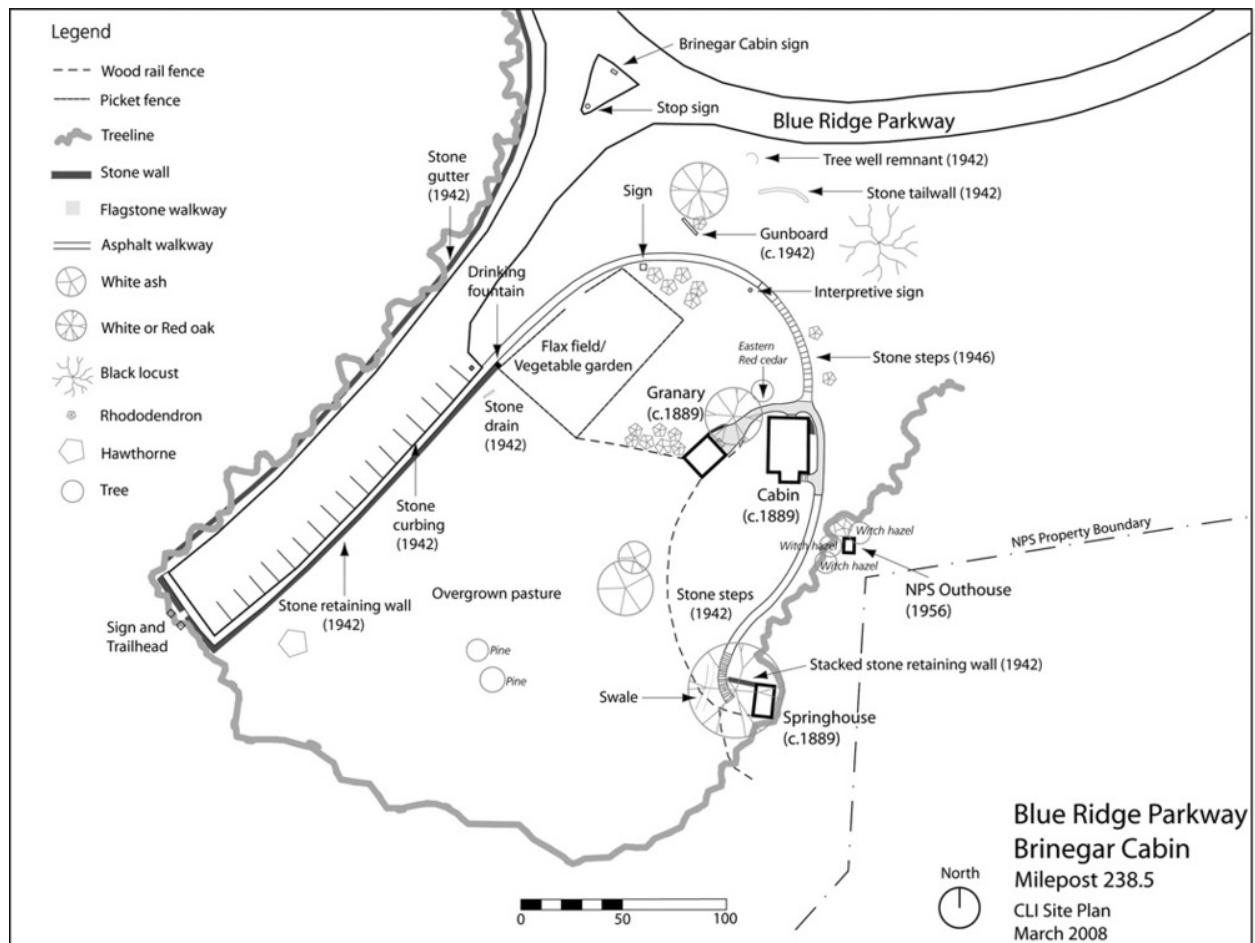 Legend
Wood rail fence
Picket fence
Treeline
Stone wall
Flagstone walkway
Asphalt walkway
White ash
White or Red oak
Black locust
Rhododendron
Hawthorne
Tree
Brinegar Cabin sign
Stop sign
Blue Ridge Parkway
Stone
gutter
(1942)
Tree well remnant (1942)
Sign
Stone tailwall (1942)
Gunboard
(c. 1942)
Drinking
fountain
Interpretive sign
Flax field/
Vegetable garden
Eastern
Red cedar
Stone steps (1946)
Granary
(c.1889)
Stone
drain
(1942)
Cabin
(c.1889)
Stone
curbing
(1942)
Witch hazel
Witch hazel
Witch hazel
NPS Property Boundary
NPS Outhouse
(1956)
Stone retaining wall
(1942)
Overgrown pasture
Stone steps
(1942)
Sign and
Trailhead
Pine
Pine
Stacked stone retaining wall (1942)
Swale
Springhouse
(c.1889)
Blue Ridge Parkway
Brinegar Cabin
Milepost 238.5
CLI Site Plan
March 2008
North
0 50 100